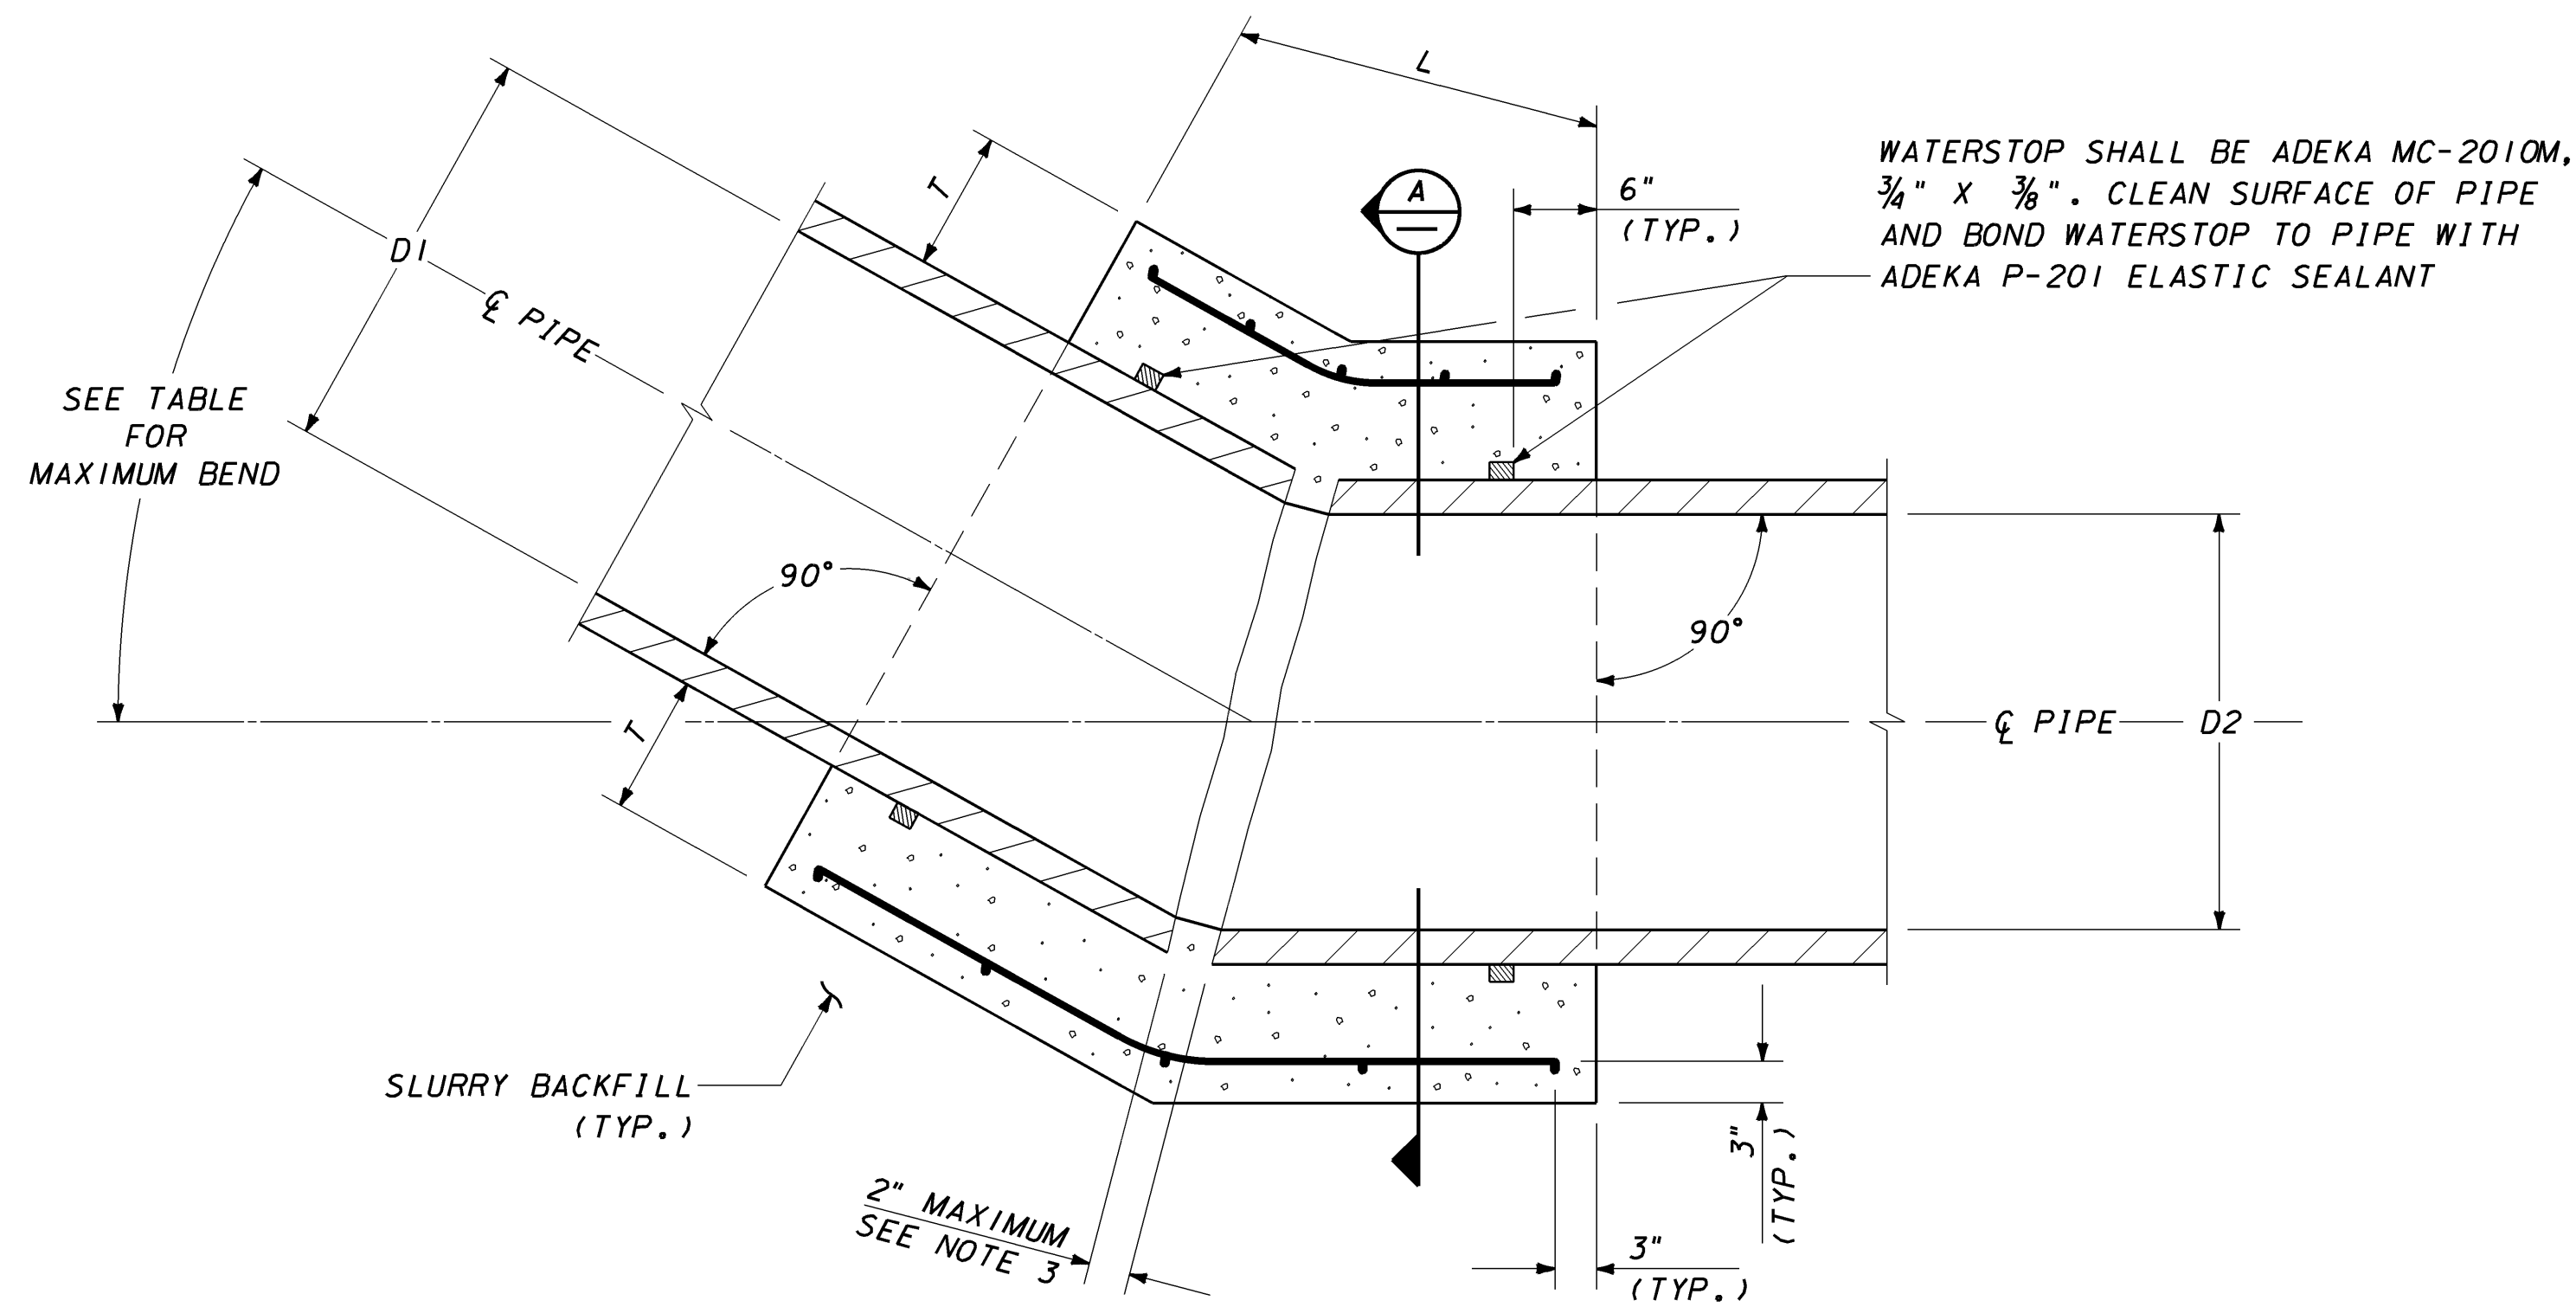 L
D1
T
A
6"
(TYP.)
WATERSTOP SHALL BE ADEKA MC-2010M,
3/4" X 3/8". CLEAN SURFACE OF PIPE
AND BOND WATERSTOP TO PIPE WITH
ADEKA P-201 ELASTIC SEALANT
℄ PIPE
SEE TABLE
FOR
MAXIMUM BEND
90°
90°
T
℄ PIPE
D2
SLURRY BACKFILL
(TYP.)
2" MAXIMUM
SEE NOTE 3
3"
(TYP.)
3"
(TYP.)